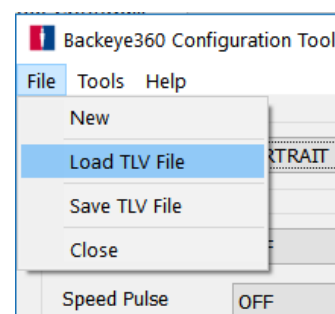 Backeye360 Configuration Tool
File Tools Help
New
Load TLV File
RTRAIT
Save TLV File
Close
Speed Pulse OFF